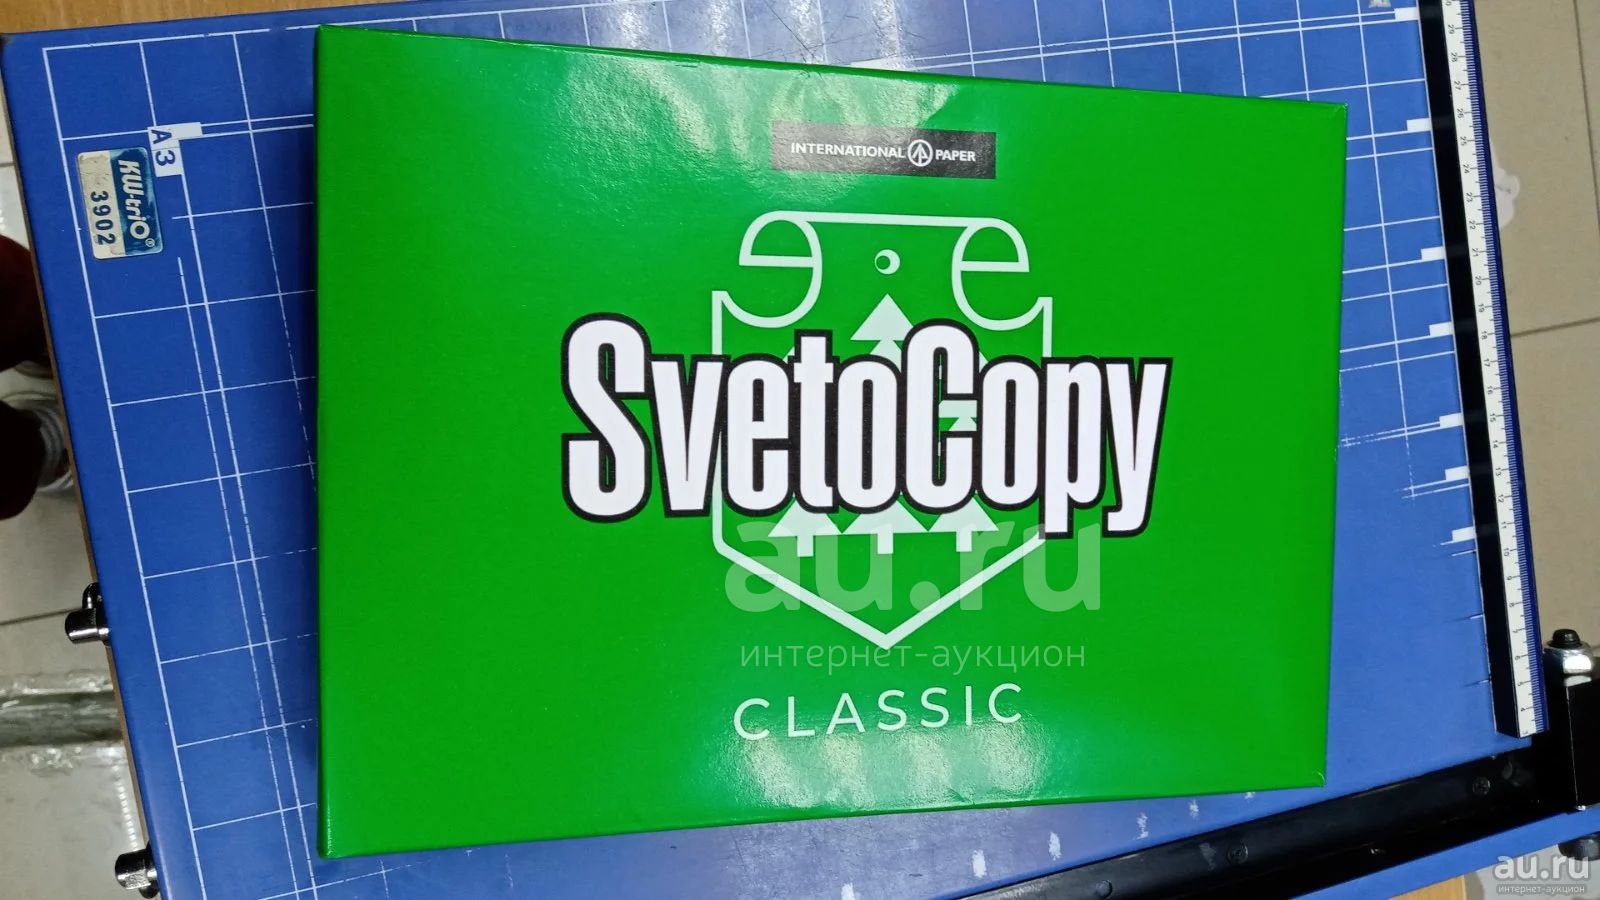 INTERNATIONAL PAPER
SvetoCopy
CLASSIC
A3
KW-triO®
3902
au.ru
интернет-аукцион
au.ru
интернет-аукцион